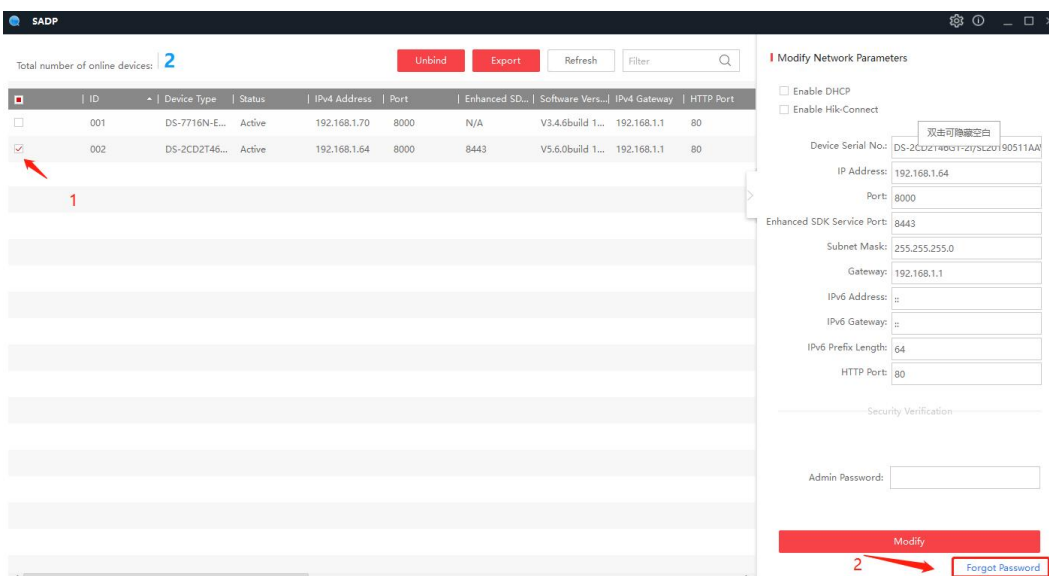 SADP
Total number of online devices: 2
Unbind Export Refresh Filter
ID Device Type Status IPv4 Address Port Enhanced SD... Software Vers... IPv4 Gateway HTTP Port
001 DS-7716N-E... Active 192.168.1.70 8000 N/A V3.4.6build 1... 192.168.1.1 80
002 DS-2CD2T46... Active 192.168.1.64 8000 8443 V5.6.0build 1... 192.168.1.1 80
1
Modify Network Parameters
Enable DHCP
Enable Hik-Connect
双击可隐藏空白
Device Serial No.: DS-2CD2T46G1-2I/SL20190511AA
IP Address: 192.168.1.64
Port: 8000
Enhanced SDK Service Port: 8443
Subnet Mask: 255.255.255.0
Gateway: 192.168.1.1
IPv6 Address: ::
IPv6 Gateway: ::
IPv6 Prefix Length: 64
HTTP Port: 80
Security Verification
Admin Password:
Modify
2
Forgot Password